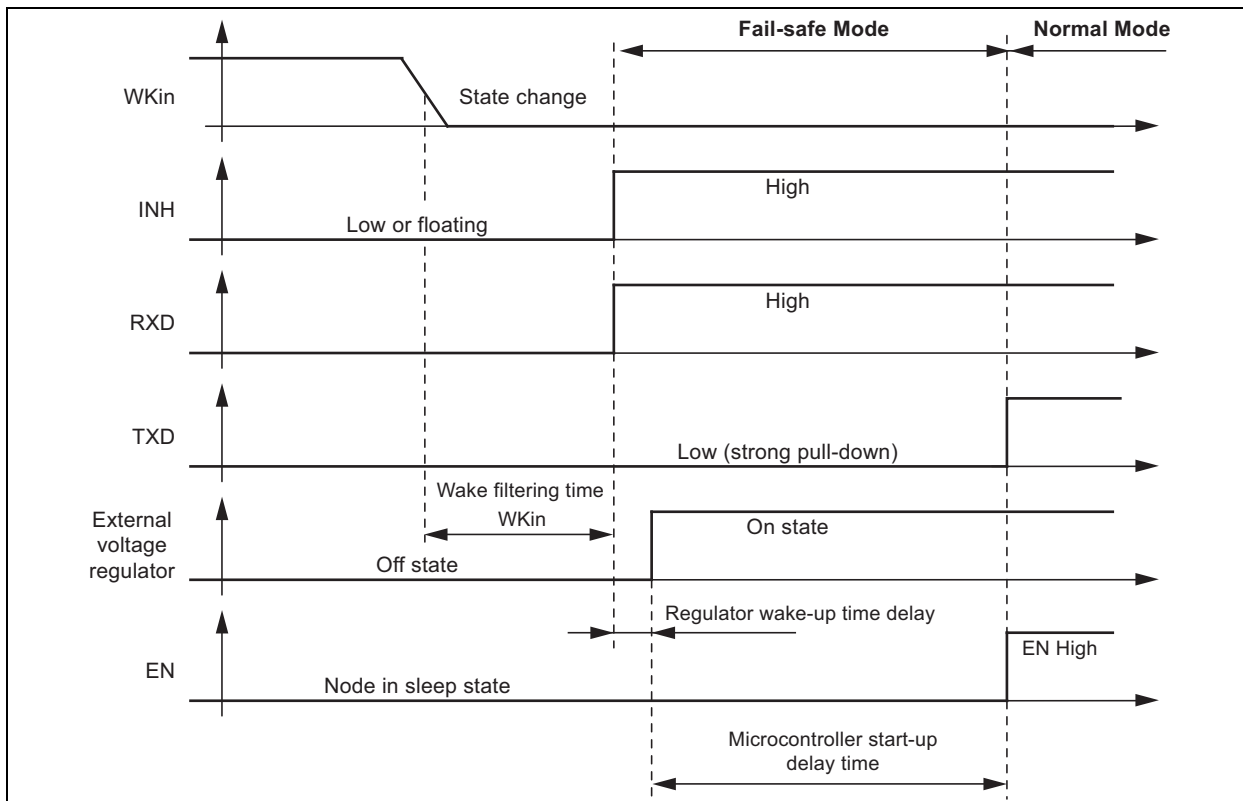 Fail-safe Mode
Normal Mode
WKin
State change
INH
High
Low or floating
RXD
High
TXD
Low (strong pull-down)
Wake filtering time
WKin
External
voltage
regulator
On state
Off state
Regulator wake-up time delay
EN
EN High
Node in sleep state
Microcontroller start-up
delay time